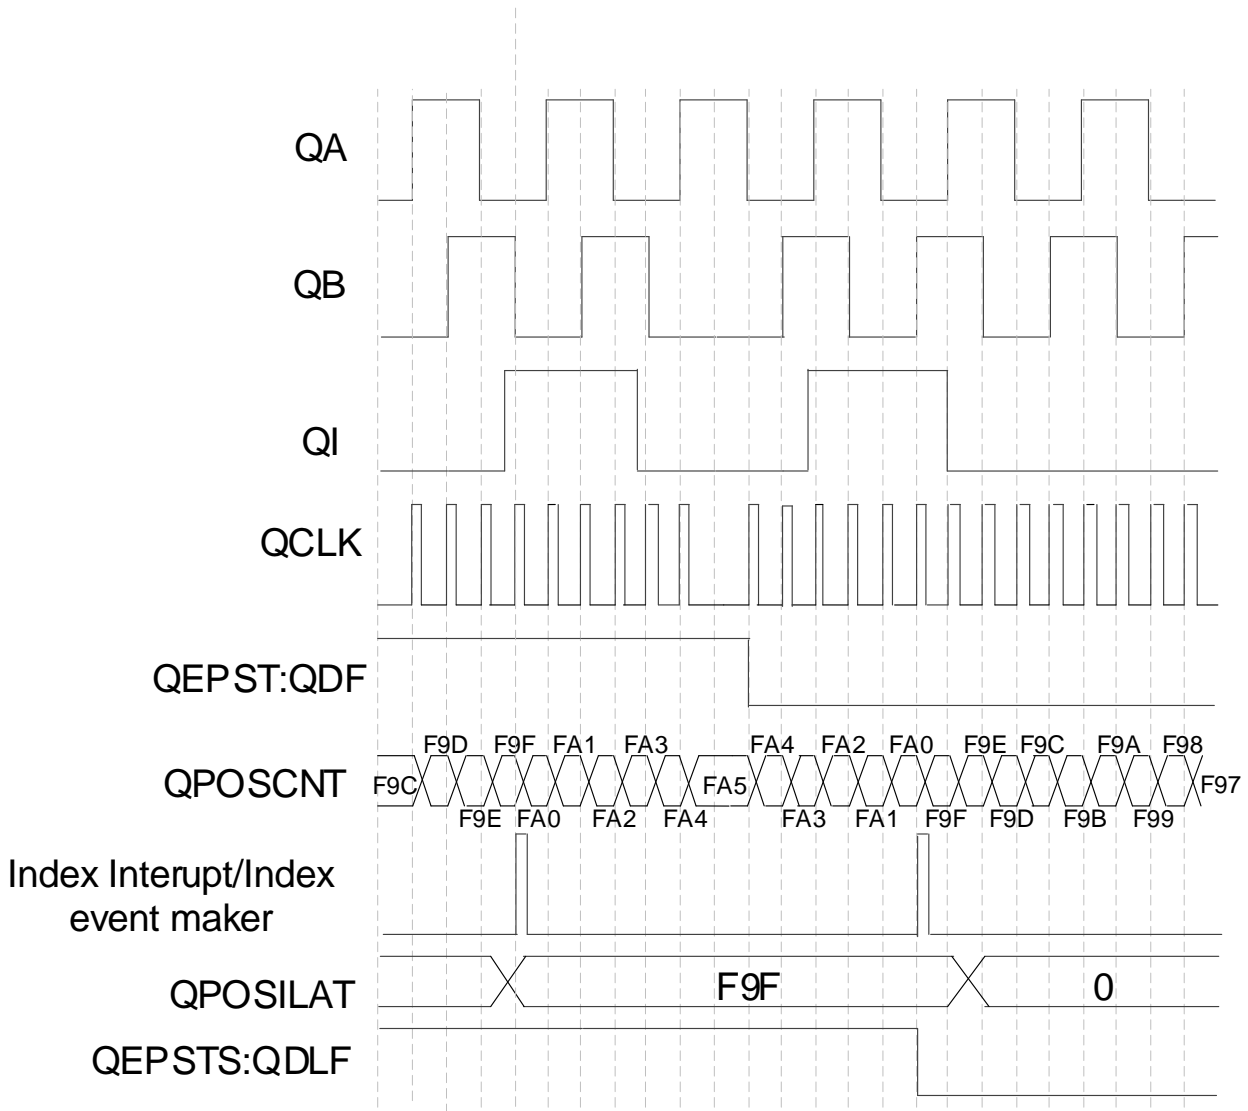 QA
QB
QI
QCLK
QEPST:QDF
F9D F9F FA1 FA3 FA4 FA2 FA0 F9E F9C F9A F98
QPOSCNT F9C FA5 F97
F9E FA0 FA2 FA4 FA3 FA1 F9F F9D F9B F99
Index Interupt/Index
event maker
QPOSILAT F9F 0
QEPSTS:QDLF